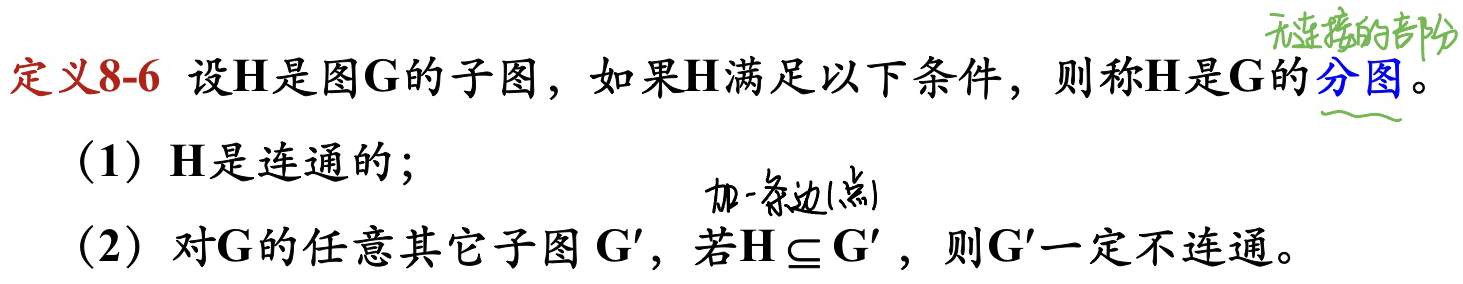 无连接的部分
定义8-6 设H是图G的子图，如果H满足以下条件，则称H是G的分图。
（1）H是连通的；
加一条边(点)
（2）对G的任意其它子图 G′，若H ⊆ G′ ，则G′一定不连通。